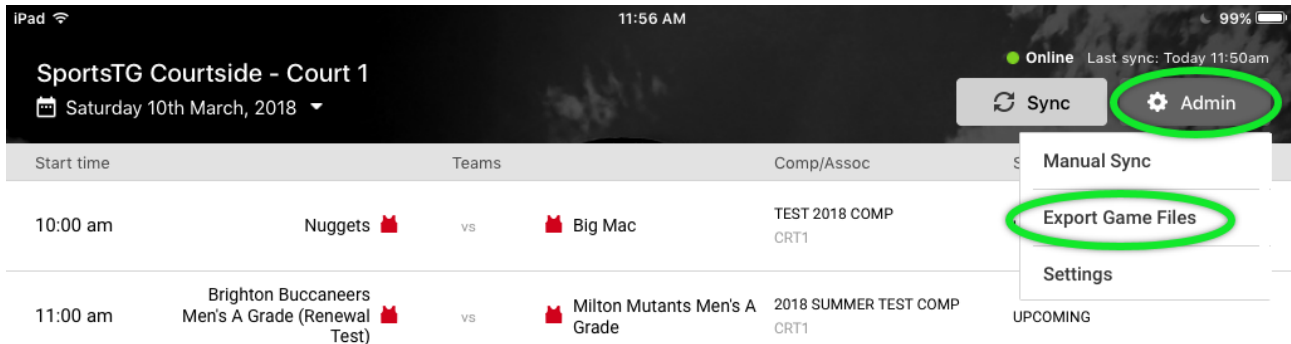 iPad 11:56 AM 99%
Online Last sync: Today 11:50am
SportsTG Courtside - Court 1
Saturday 10th March, 2018
Sync Admin
Start time Teams Comp/Assoc S
Manual Sync
Export Game Files
Settings
10:00 am Nuggets vs Big Mac TEST 2018 COMP
CRT1
11:00 am Brighton Buccaneers
Men's A Grade (Renewal
Test) vs Milton Mutants Men's A
Grade 2018 SUMMER TEST COMP
CRT1 UPCOMING